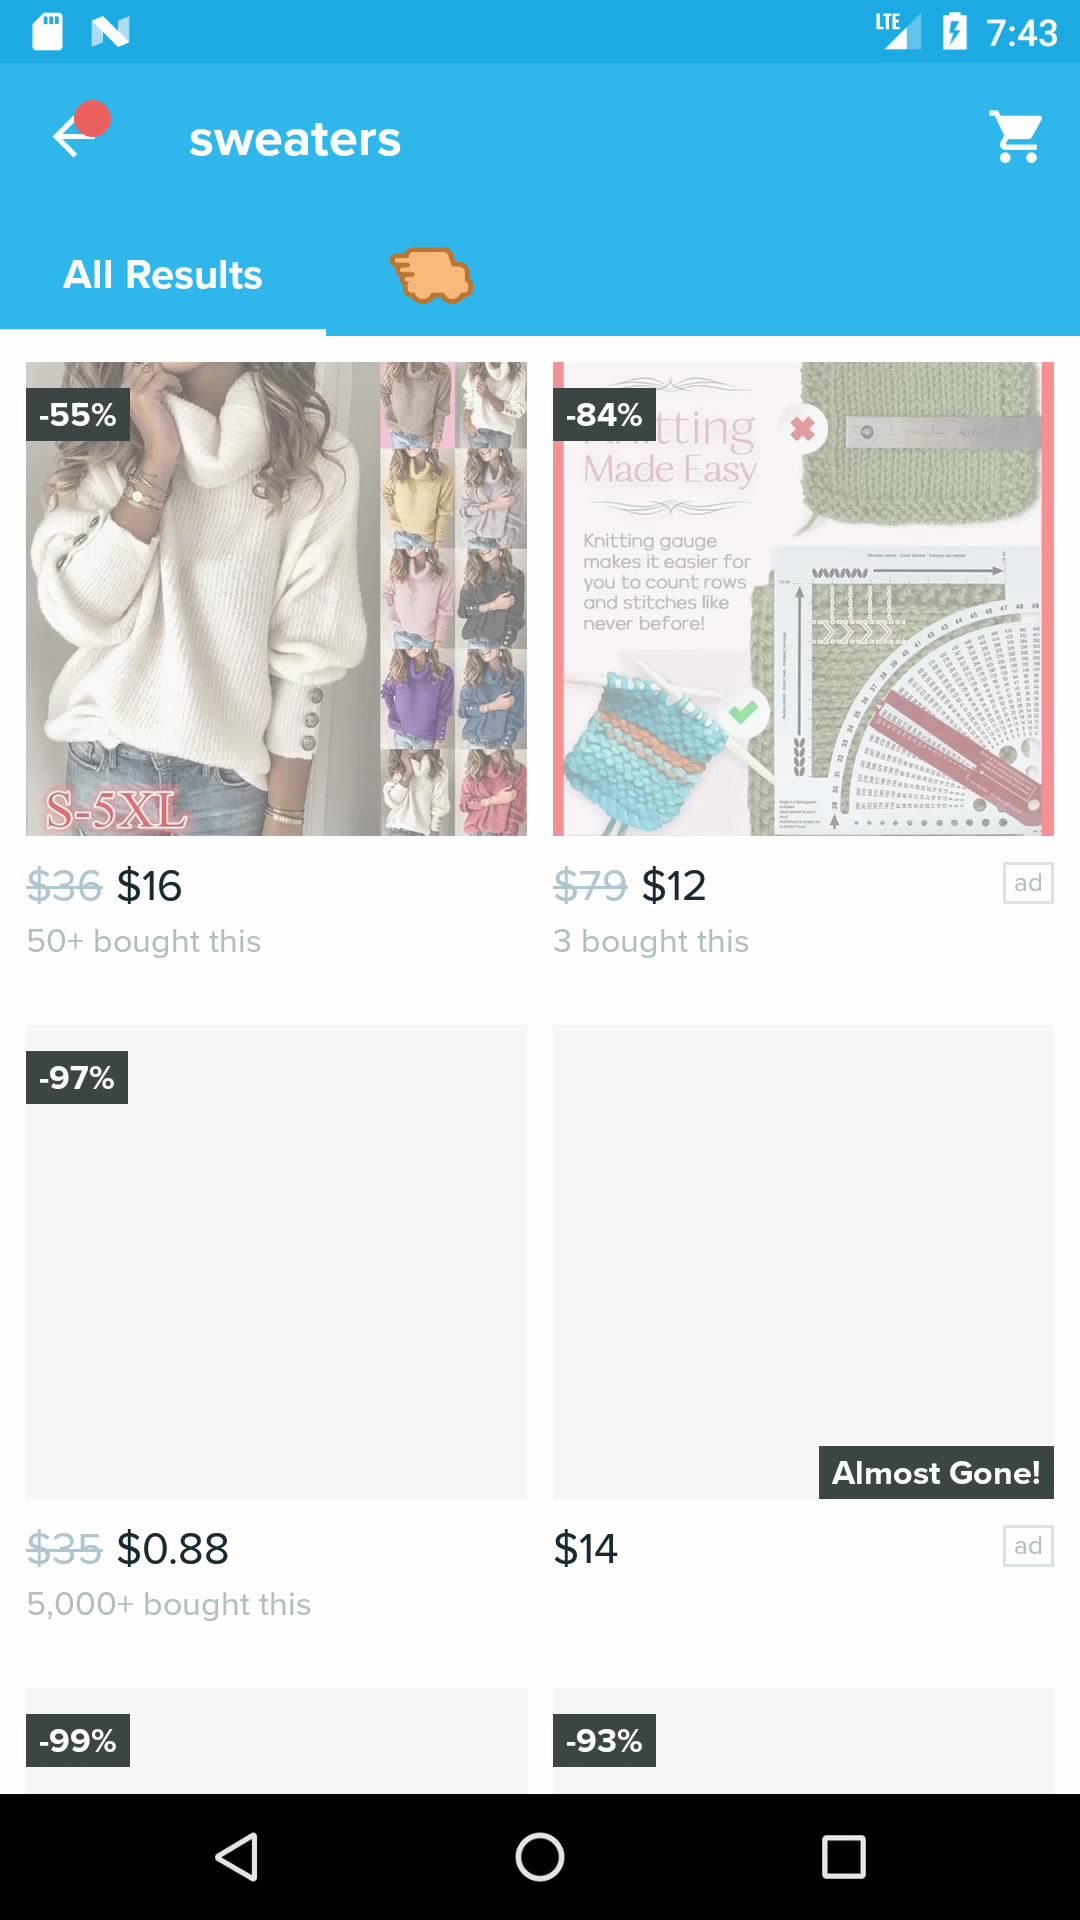 LTE 7:43
sweaters
All Results
-55%
S-5XL
-84%
Knitting
Made Easy
Knitting gauge
makes it easier for
you to count rows
and stitches like
never before!
$36 $16
50+ bought this
$79 $12
ad
3 bought this
-97%
Almost Gone!
$35 $0.88
5,000+ bought this
$14
ad
-99%
-93%